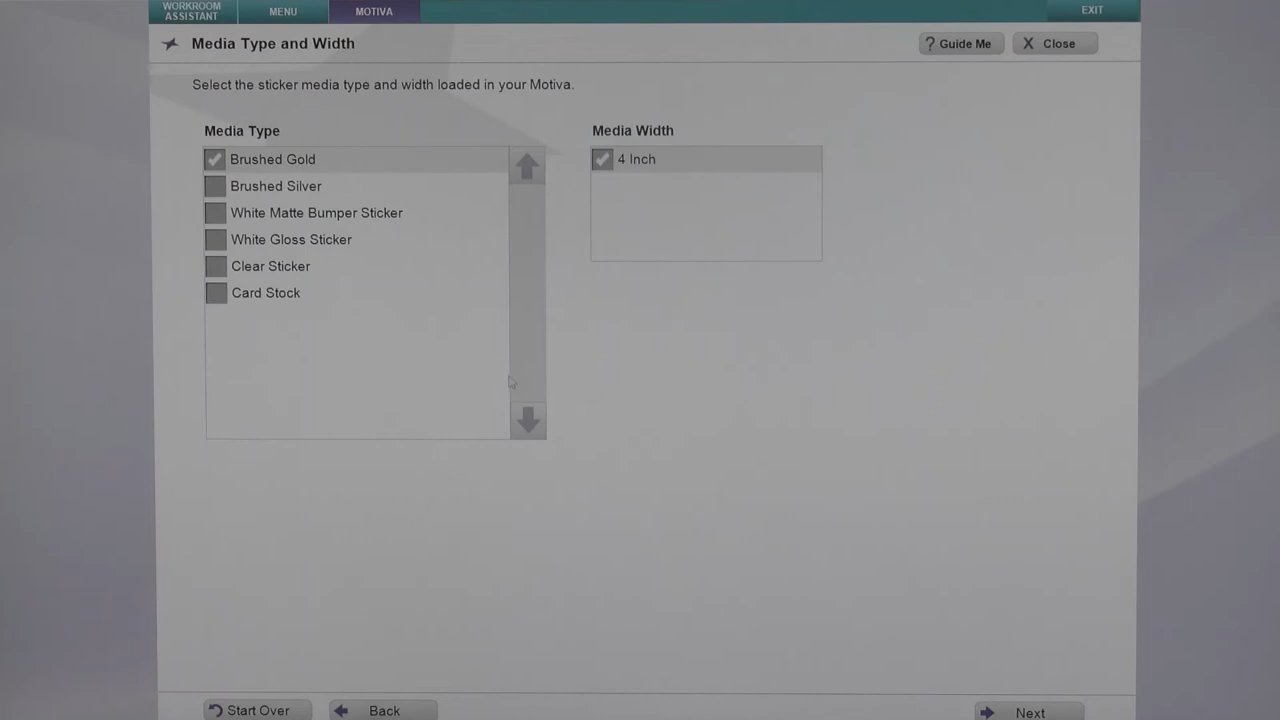 WORKROOM
ASSISTANT
MENU
MOTIVA
EXIT
Media Type and Width
? Guide Me
X Close
Select the sticker media type and width loaded in your Motiva.
Media Type
Brushed Gold
Brushed Silver
White Matte Bumper Sticker
White Gloss Sticker
Clear Sticker
Card Stock
Media Width
4 Inch
Start Over
Back
Next